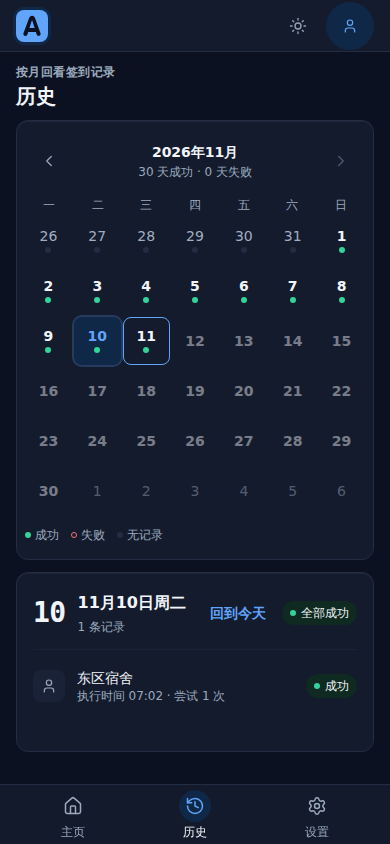 A
按月回看签到记录
历史
2026年11月
30 天成功 · 0 天失败
一 二 三 四 五 六 日
26 27 28 29 30 31 1
2 3 4 5 6 7 8
9 10 11 12 13 14 15
16 17 18 19 20 21 22
23 24 25 26 27 28 29
30 1 2 3 4 5 6
成功 失败 无记录
10 11月10日周二 回到今天 全部成功
1 条记录
东区宿舍
执行时间 07:02 · 尝试 1 次
成功
主页 历史 设置